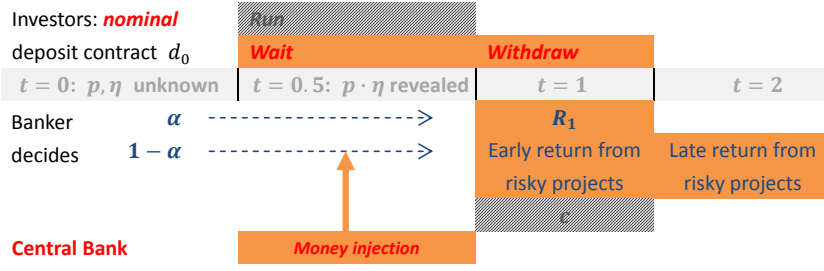 Investors: nominal
Run
deposit contract d₀
Wait
Withdraw
t = 0: p, η unknown
t = 0.5: p · η revealed
t = 1
t = 2
Banker
α
R₁
decides
1 − α
Early return from
risky projects
Late return from
risky projects
c
Central Bank
Money injection